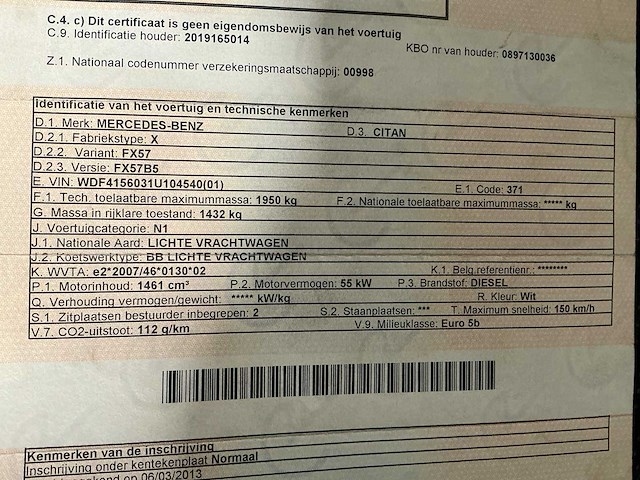 C.4. c) Dit certificaat is geen eigendomsbewijs van het voertuig
C.9. Identificatie houder: 2019165014
KBO nr van houder: 0897130036
Z.1. Nationaal codenummer verzekeringsmaatschappij: 00998
Identificatie van het voertuig en technische kenmerken
D.1. Merk: MERCEDES-BENZ D.3. CITAN
D.2.1. Fabriekstype: X
D.2.2. Variant: FX57
D.2.3. Versie: FX57B5
E. VIN: WDF4156031U104540(01) E.1. Code: 371
F.1. Tech. toelaatbare maximummassa: 1950 kg F.2. Nationale toelaatbare maximummassa: ***** kg
G. Massa in rijklare toestand: 1432 kg
J. Voertuigcategorie: N1
J.1. Nationale Aard: LICHTE VRACHTWAGEN
J.2. Koetswerktype: BB LICHTE VRACHTWAGEN
K. WVTA: e2*2007/46*0130*02 K.1. Belg.referentienr.: ********
P.1. Motorinhoud: 1461 cm³ P.2. Motorvermogen: 55 kW P.3. Brandstof: DIESEL
Q. Verhouding vermogen/gewicht: ***** kW/kg R. Kleur: Wit
S.1. Zitplaatsen bestuurder inbegrepen: 2 S.2. Staanplaatsen: *** T. Maximum snelheid: 150 km/h
V.7. CO2-uitstoot: 112 g/km V.9. Milieuklasse: Euro 5b
Kenmerken van de inschrijving
Inschrijving onder kentekenplaat Normaal
06/03/2013